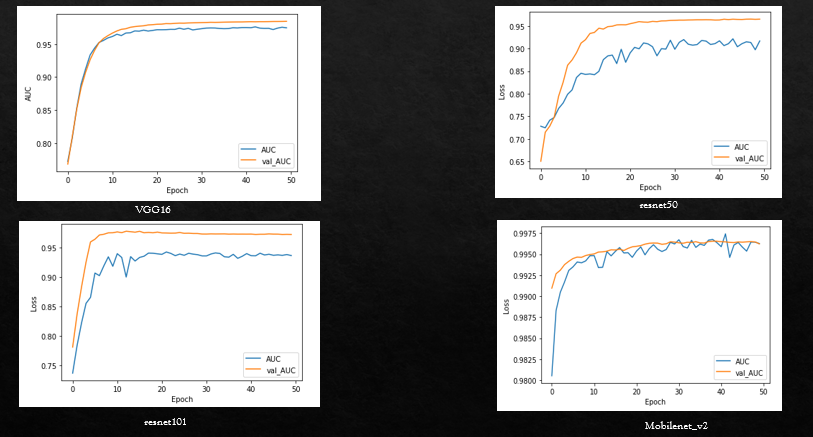 0.95
0.90
0.85
0.80
AUC
AUC
val_AUC
0 10 20 30 40 50
Epoch
VGG16
0.95
0.90
0.85
0.80
0.75
0.70
0.65
Loss
AUC
val_AUC
0 10 20 30 40 50
Epoch
resnet50
0.95
0.90
0.85
0.80
0.75
Loss
AUC
val_AUC
0 10 20 30 40 50
Epoch
resnet101
0.9975
0.9950
0.9925
0.9900
0.9875
0.9850
0.9825
0.9800
Loss
AUC
val_AUC
0 10 20 30 40 50
Epoch
Mobilenet_v2